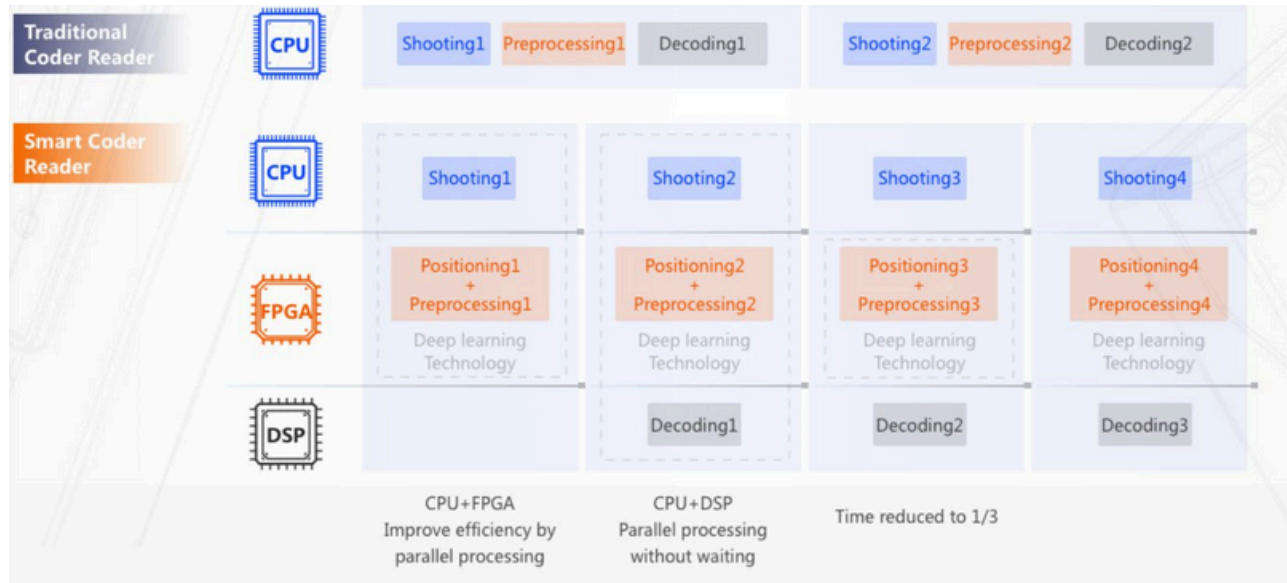 Traditional
Coder Reader
CPU
Shooting1 Preprocessing1 Decoding1 Shooting2 Preprocessing2 Decoding2
Smart Coder
Reader
CPU
Shooting1 Shooting2 Shooting3 Shooting4
FPGA
Positioning1 Positioning2 Positioning3 Positioning4
+ + + +
Preprocessing1 Preprocessing2 Preprocessing3 Preprocessing4
Deep learning Deep learning Deep learning Deep learning
Technology Technology Technology Technology
DSP
Decoding1 Decoding2 Decoding3
CPU+FPGA
Improve efficiency by
parallel processing
CPU+DSP
Parallel processing
without waiting
Time reduced to 1/3